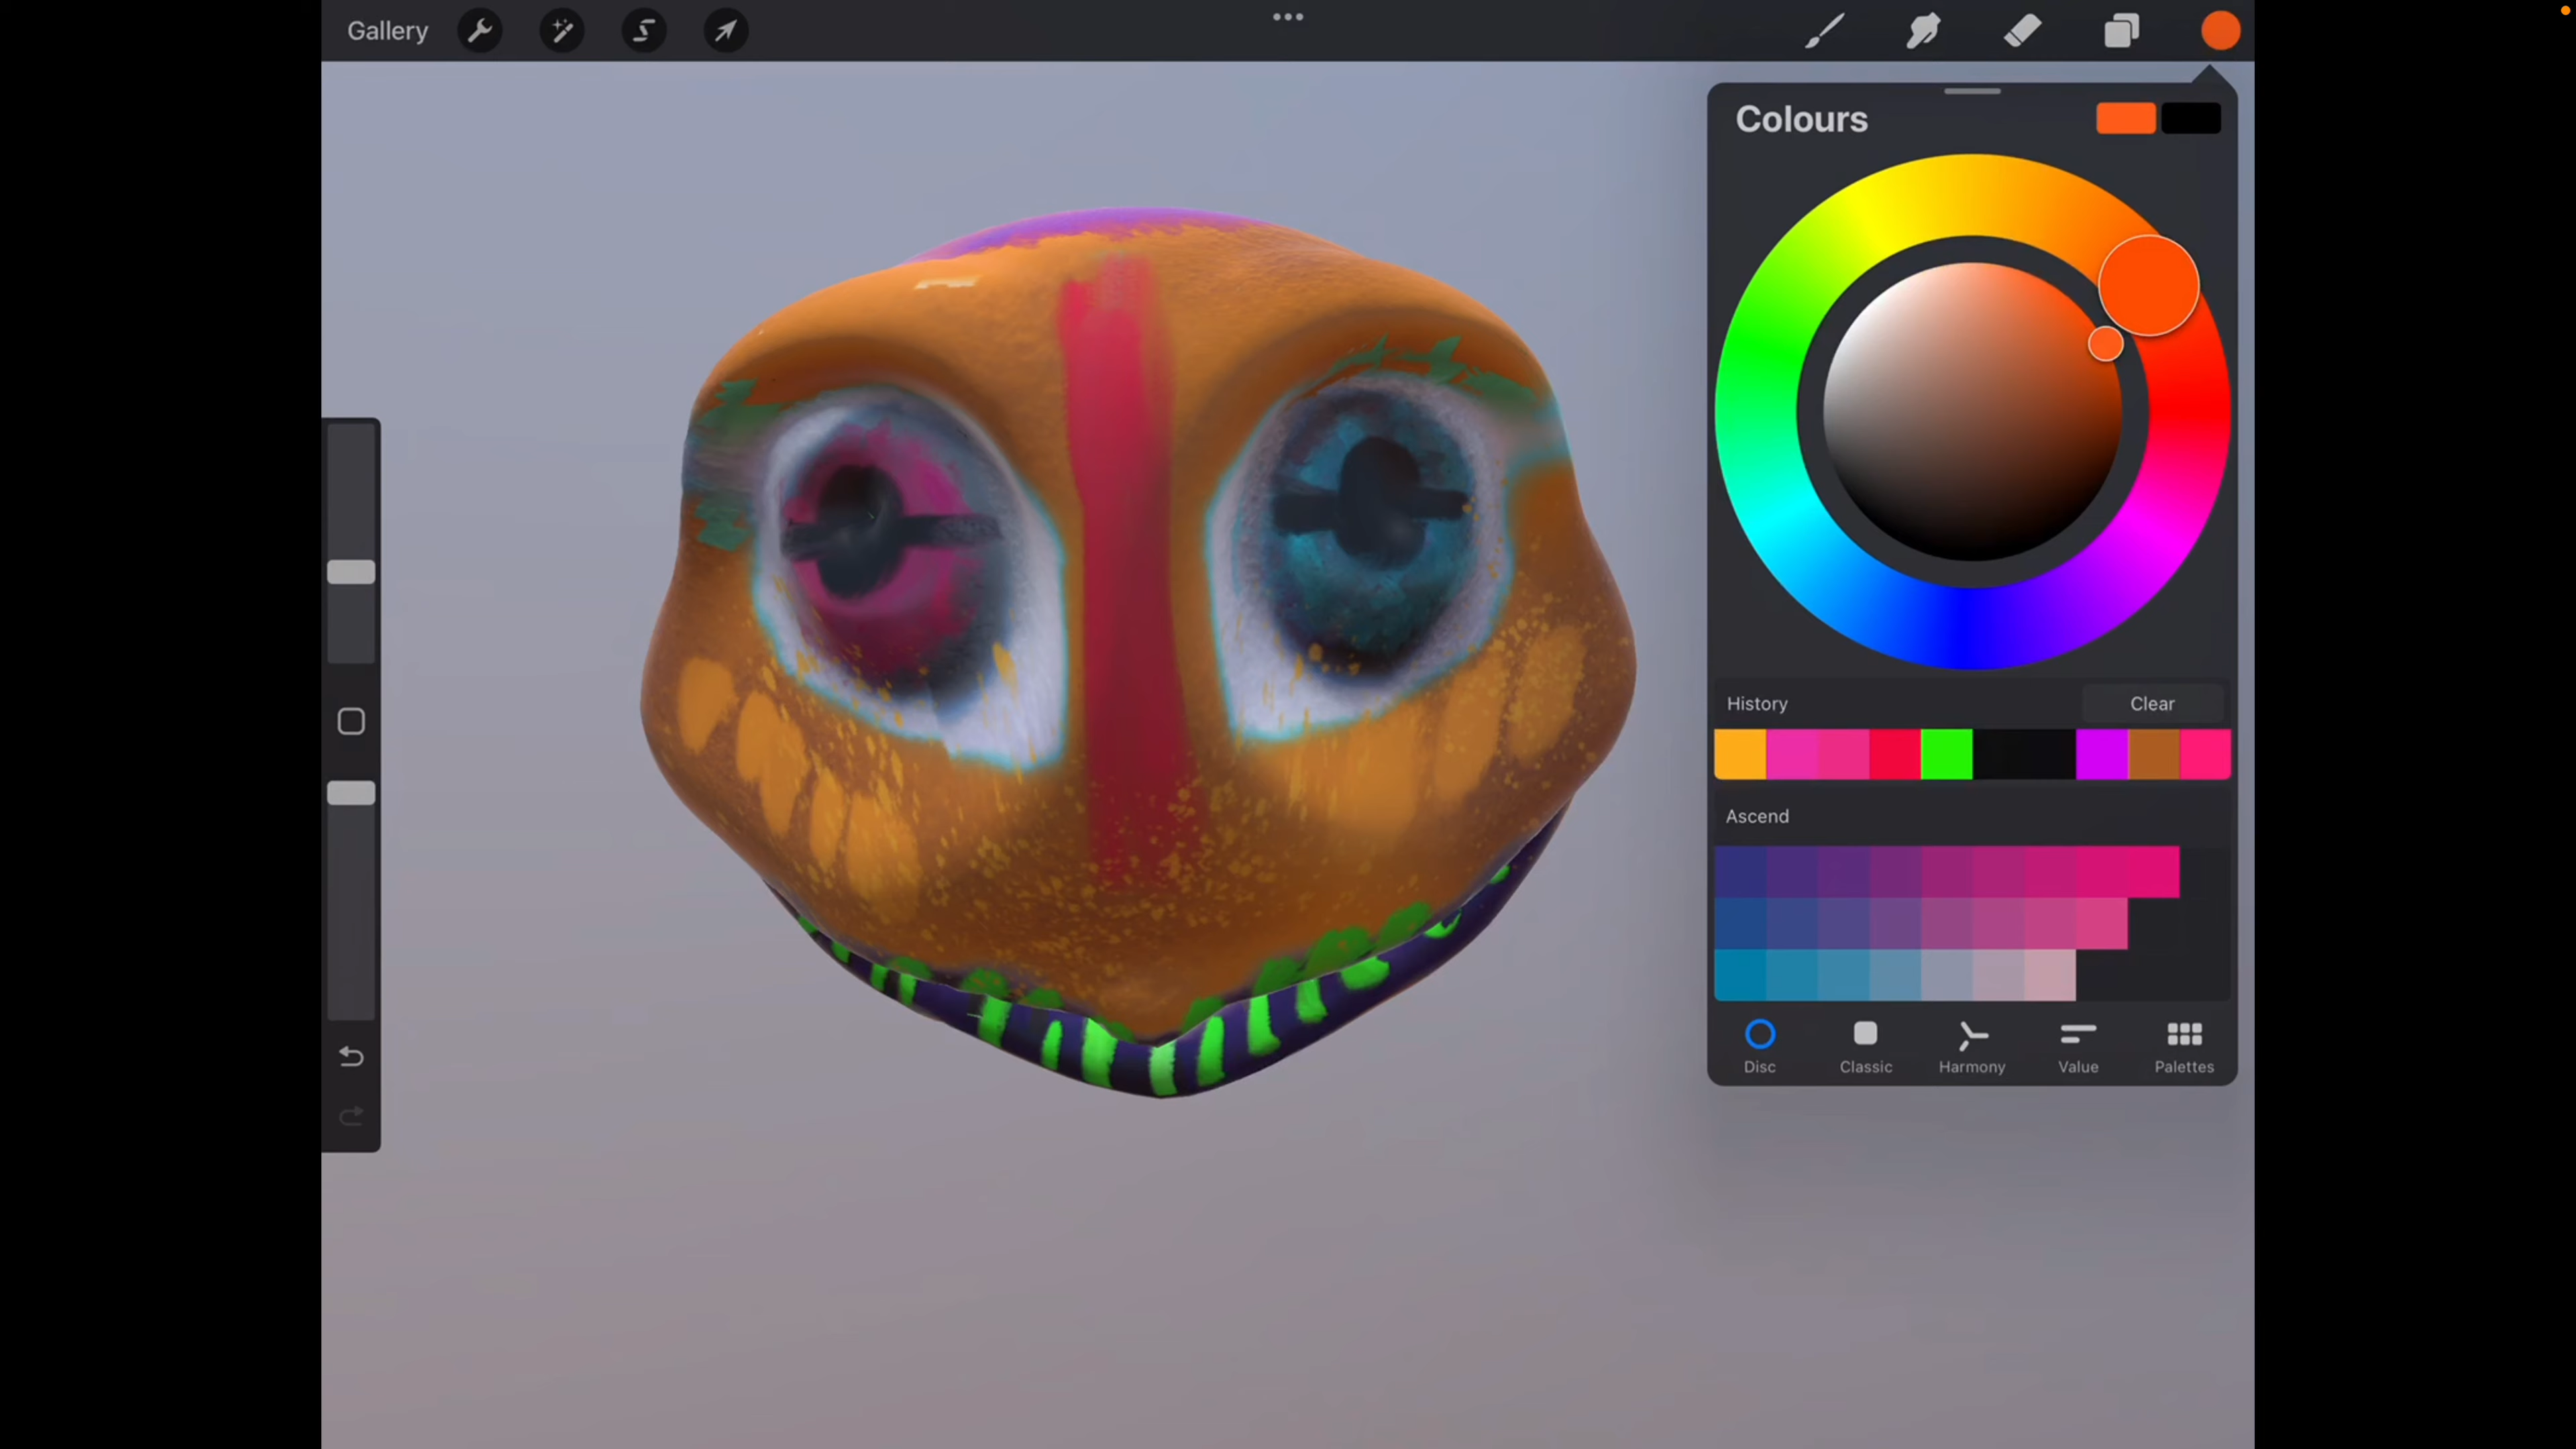 Gallery
Colours
History
Clear
Ascend
Disc
Classic
Harmony
Value
Palettes